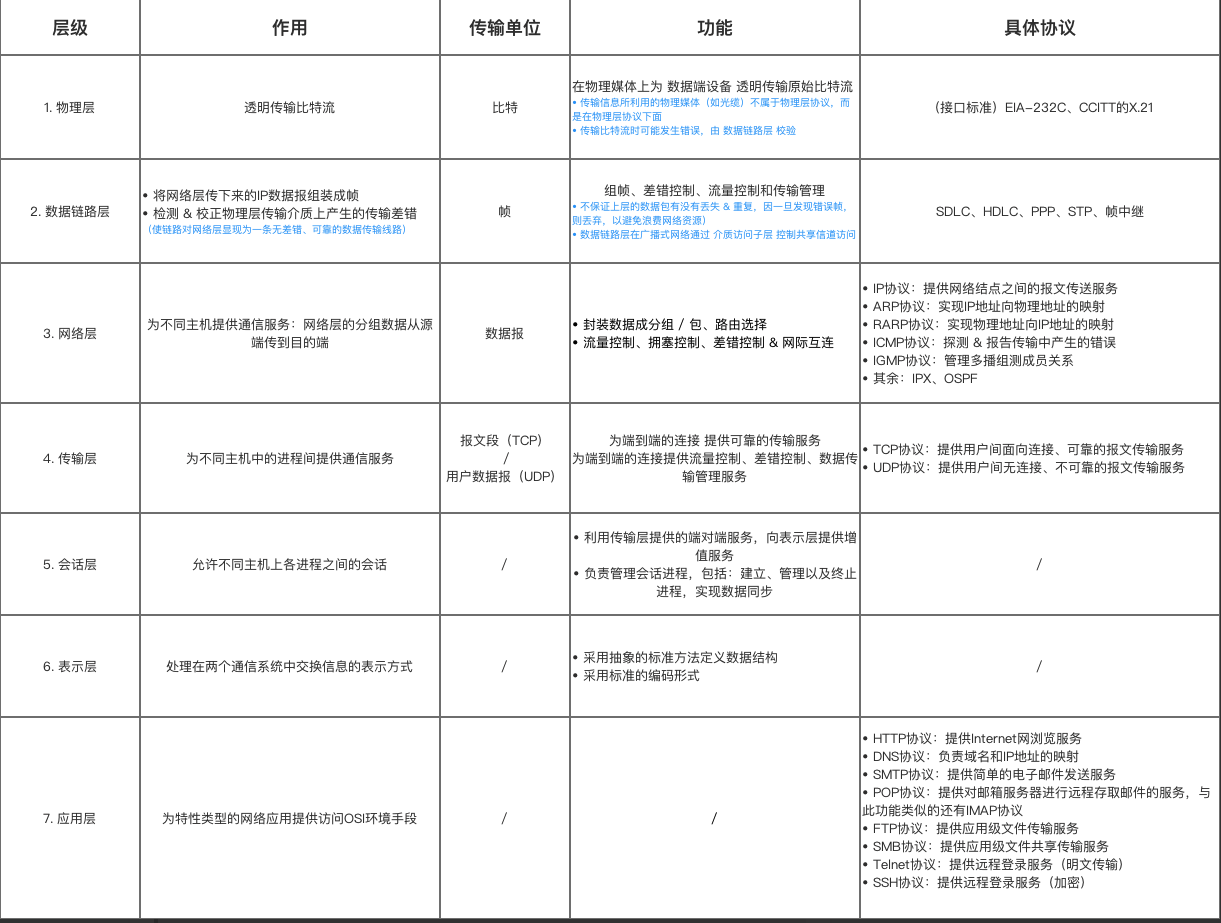 层级
作用
传输单位
功能
具体协议
1. 物理层
透明传输比特流
比特
在物理媒体上为 数据端设备 透明传输原始比特流
• 传输信息所利用的物理媒体（如光缆）不属于物理层协议，而
是在物理层协议下面
• 传输比特流时可能发生错误，由 数据链路层 校验
（接口标准）EIA-232C、CCITT的X.21
2. 数据链路层
• 将网络层传下来的IP数据报组装成帧
• 检测 & 校正物理层传输介质上产生的传输差错
（使链路对网络层显现为一条无差错、可靠的数据传输线路）
帧
组帧、差错控制、流量控制和传输管理
• 不保证上层的数据包有没有丢失 & 重复，因一旦发现错误帧，
则丢弃，以避免浪费网络资源）
• 数据链路层在广播式网络通过 介质访问子层 控制共享信道访问
SDLC、HDLC、PPP、STP、帧中继
3. 网络层
为不同主机提供通信服务：网络层的分组数据从源
端传到目的端
数据报
• 封装数据成分组 / 包、路由选择
• 流量控制、拥塞控制、差错控制 & 网际互连
• IP协议：提供网络结点之间的报文传送服务
• ARP协议：实现IP地址向物理地址的映射
• RARP协议：实现物理地址向IP地址的映射
• ICMP协议：探测 & 报告传输中产生的错误
• IGMP协议：管理多播组测成员关系
• 其余：IPX、OSPF
4. 传输层
为不同主机中的进程间提供通信服务
报文段（TCP）
/
用户数据报（UDP）
为端到端的连接 提供可靠的传输服务
为端到端的连接提供流量控制、差错控制、数据传
输管理服务
• TCP协议：提供用户间面向连接、可靠的报文传输服务
• UDP协议：提供用户间无连接、不可靠的报文传输服务
5. 会话层
允许不同主机上各进程之间的会话
/
• 利用传输层提供的端对端服务，向表示层提供增
值服务
• 负责管理会话进程，包括：建立、管理以及终止
进程，实现数据同步
/
6. 表示层
处理在两个通信系统中交换信息的表示方式
/
• 采用抽象的标准方法定义数据结构
• 采用标准的编码形式
/
7. 应用层
为特性类型的网络应用提供访问OSI环境手段
/
/
• HTTP协议：提供Internet网浏览服务
• DNS协议：负责域名和IP地址的映射
• SMTP协议：提供简单的电子邮件发送服务
• POP协议：提供对邮箱服务器进行远程存取邮件的服务，与
此功能类似的还有IMAP协议
• FTP协议：提供应用级文件传输服务
• SMB协议：提供应用级文件共享传输服务
• Telnet协议：提供远程登录服务（明文传输）
• SSH协议：提供远程登录服务（加密）